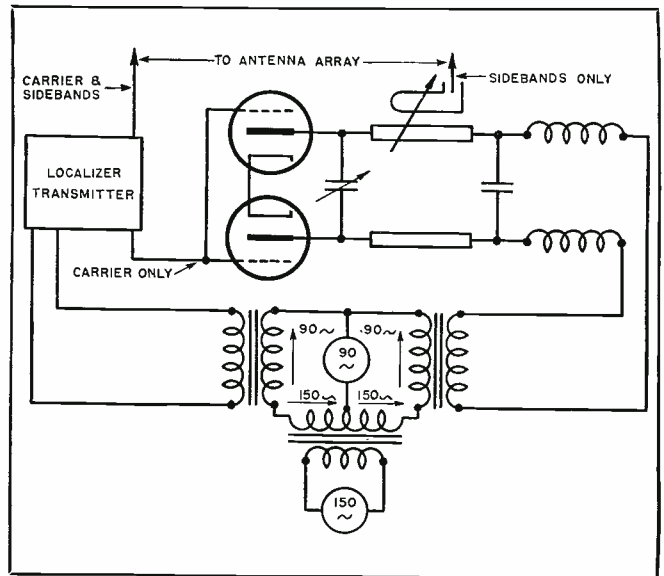 TO ANTENNA ARRAY
CARRIER &
SIDEBANDS
SIDEBANDS ONLY
LOCALIZER
TRANSMITTER
CARRIER ONLY
90~
90~
90
~
150~
150~
150
~